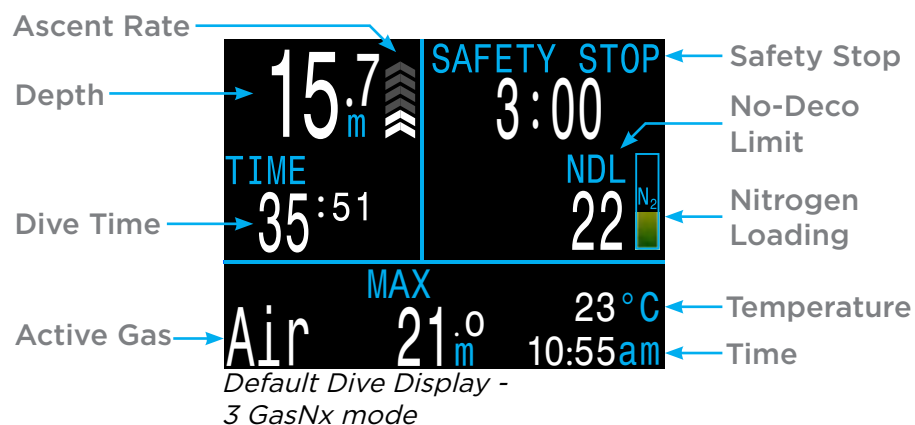 Ascent Rate
Depth
Dive Time
Active Gas
15.7
m
TIME
35:51
SAFETY STOP
3:00
NDL
22
N2
MAX
Air
21.0
m
23°C
10:55am
Safety Stop
No-Deco
Limit
Nitrogen
Loading
Temperature
Time
Default Dive Display -
3 GasNx mode